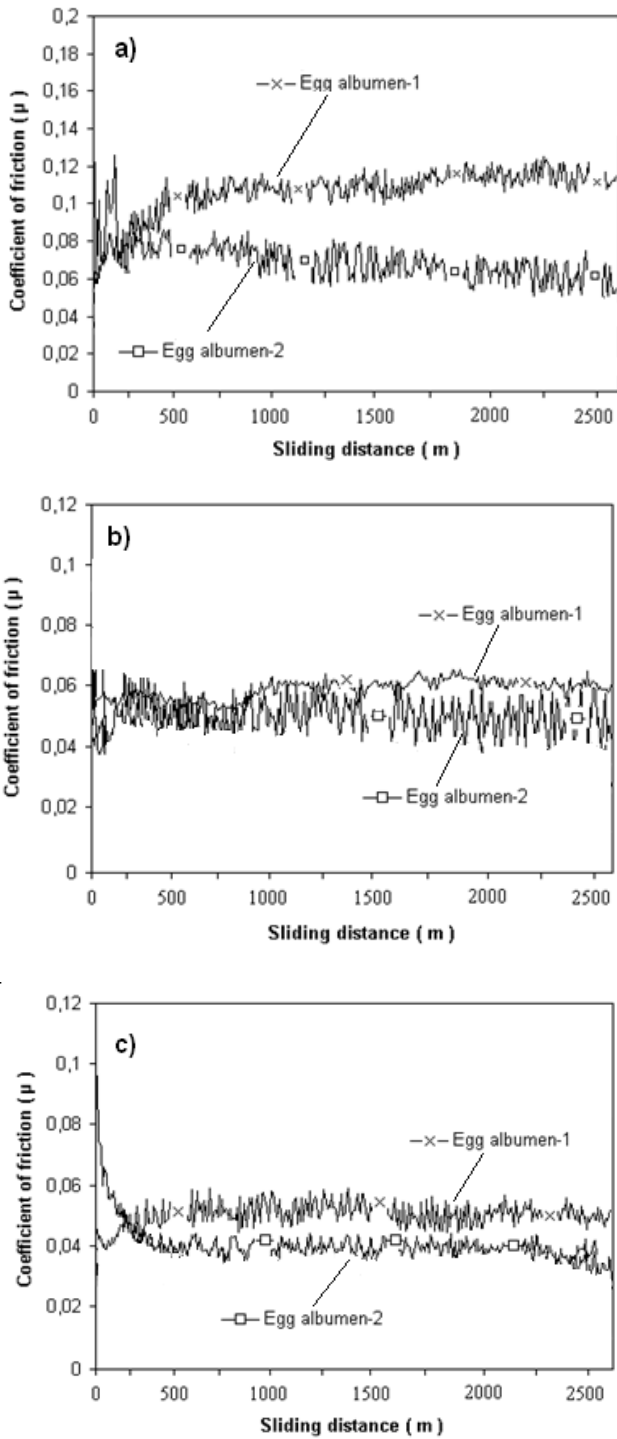 a)
0,2
0,18
0,16
0,14
0,12
0,1
0,08
0,06
0,04
0,02
0
Coefficient of friction (μ)
Egg albumen-1
Egg albumen-2
0 500 1000 1500 2000 2500
Sliding distance ( m )
b)
0,12
0,1
0,08
0,06
0,04
0,02
0
Coefficient of friction (μ)
Egg albumen-1
Egg albumen-2
0 500 1000 1500 2000 2500
Sliding distance ( m )
c)
0,12
0,1
0,08
0,06
0,04
0,02
0
Coefficient of friction (μ)
Egg albumen-1
Egg albumen-2
0 500 1000 1500 2000 2500
Sliding distance ( m )